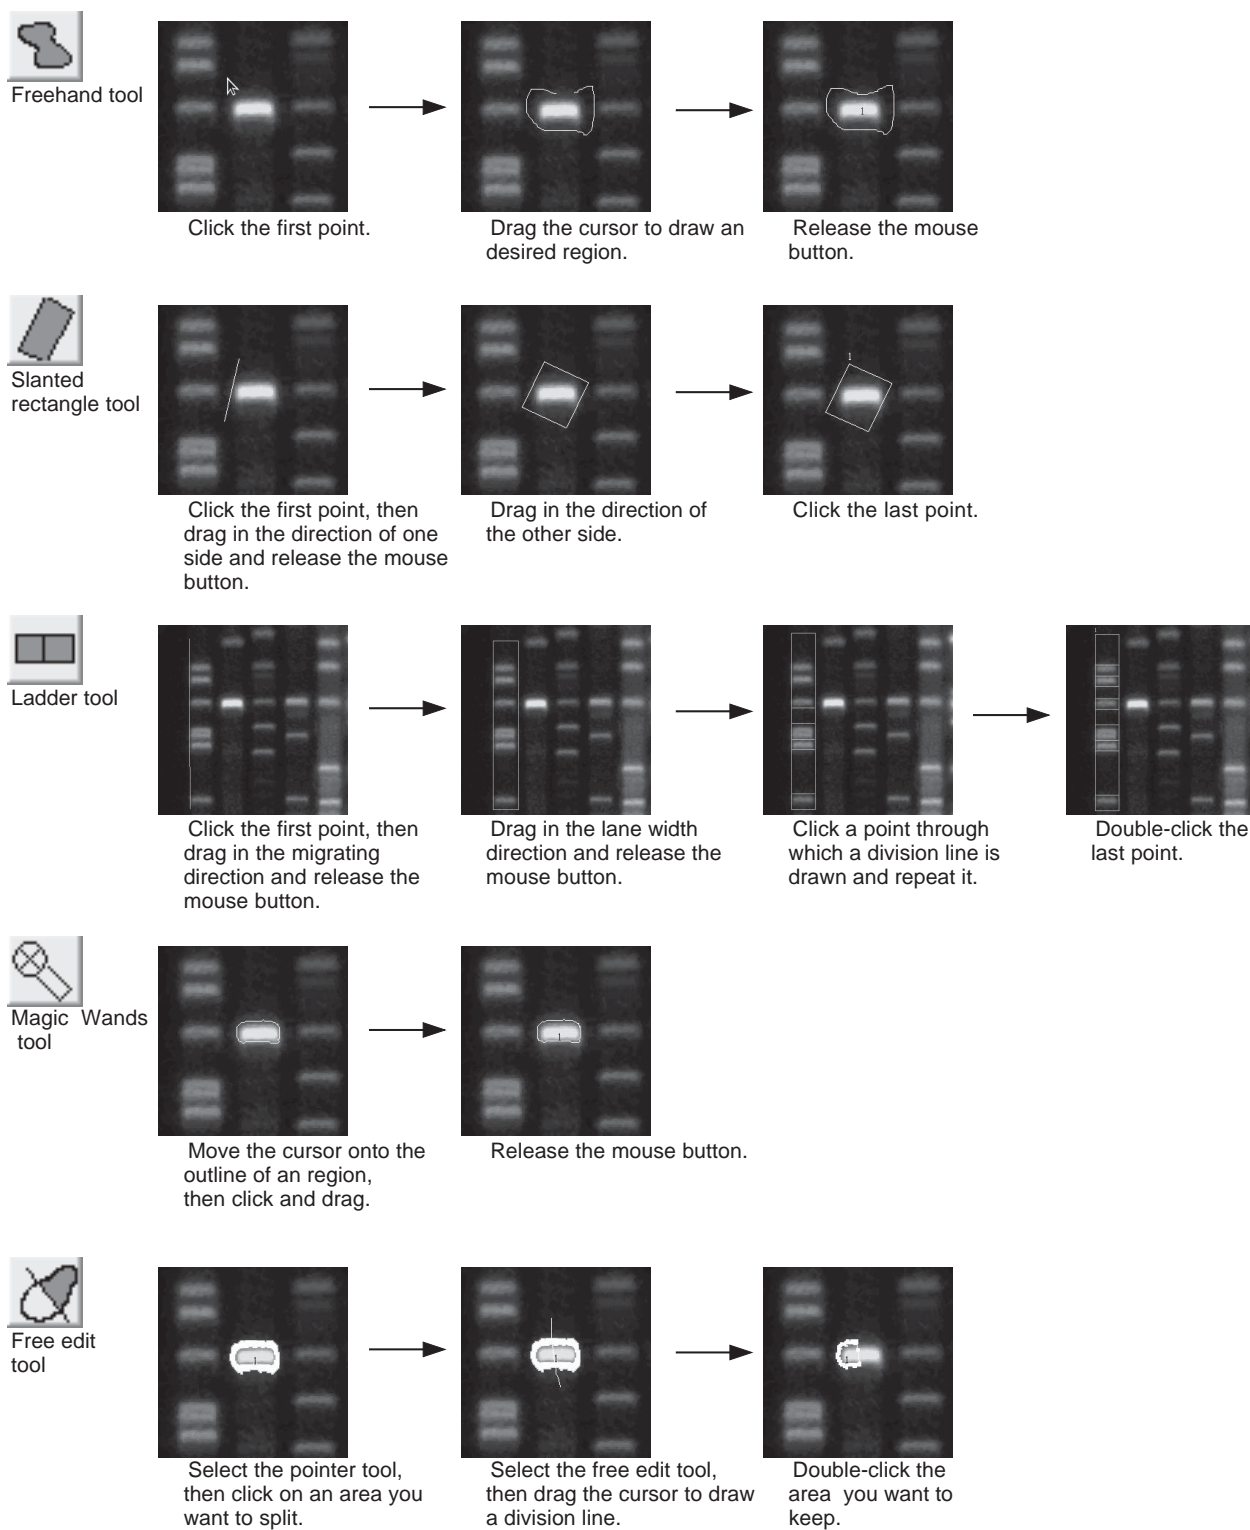 Freehand tool
Click the first point.
Drag the cursor to draw an
desired region.
1
Release the mouse
button.
Slanted
rectangle tool
Click the first point, then
drag in the direction of one
side and release the mouse
button.
Drag in the direction of
the other side.
1
Click the last point.
Ladder tool
Click the first point, then
drag in the migrating
direction and release the
mouse button.
Drag in the lane width
direction and release the
mouse button.
Click a point through
which a division line is
drawn and repeat it.
1
Double-click the
last point.
Magic Wands
tool
Move the cursor onto the
outline of an region,
then click and drag.
1
Release the mouse button.
Free edit
tool
1
Select the pointer tool,
then click on an area you
want to split.
1
Select the free edit tool,
then drag the cursor to draw
a division line.
1
Double-click the
area you want to
keep.